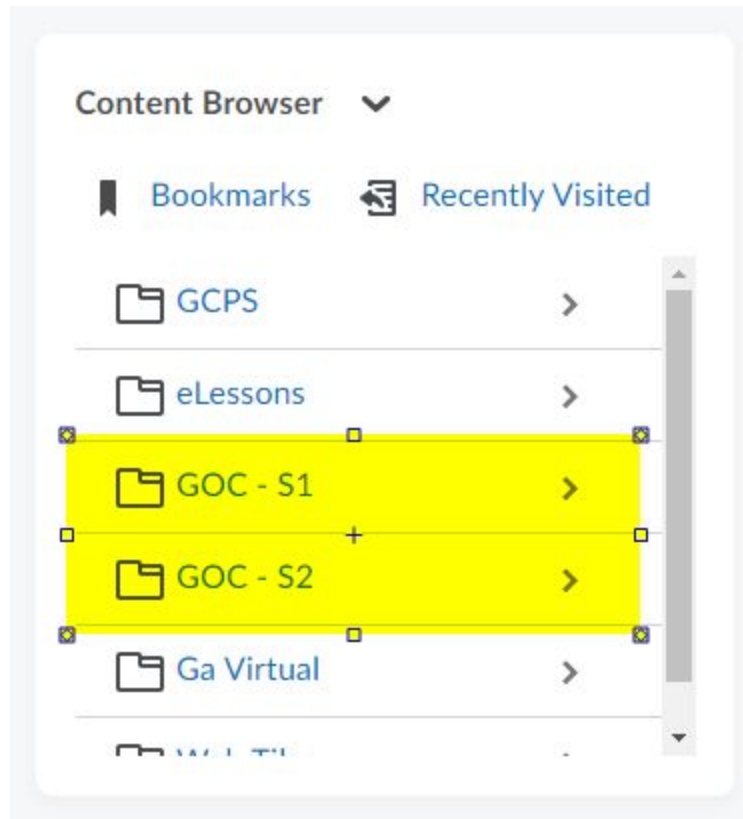 Content Browser
Bookmarks Recently Visited
GCPS
eLessons
GOC - S1
GOC - S2
Ga Virtual